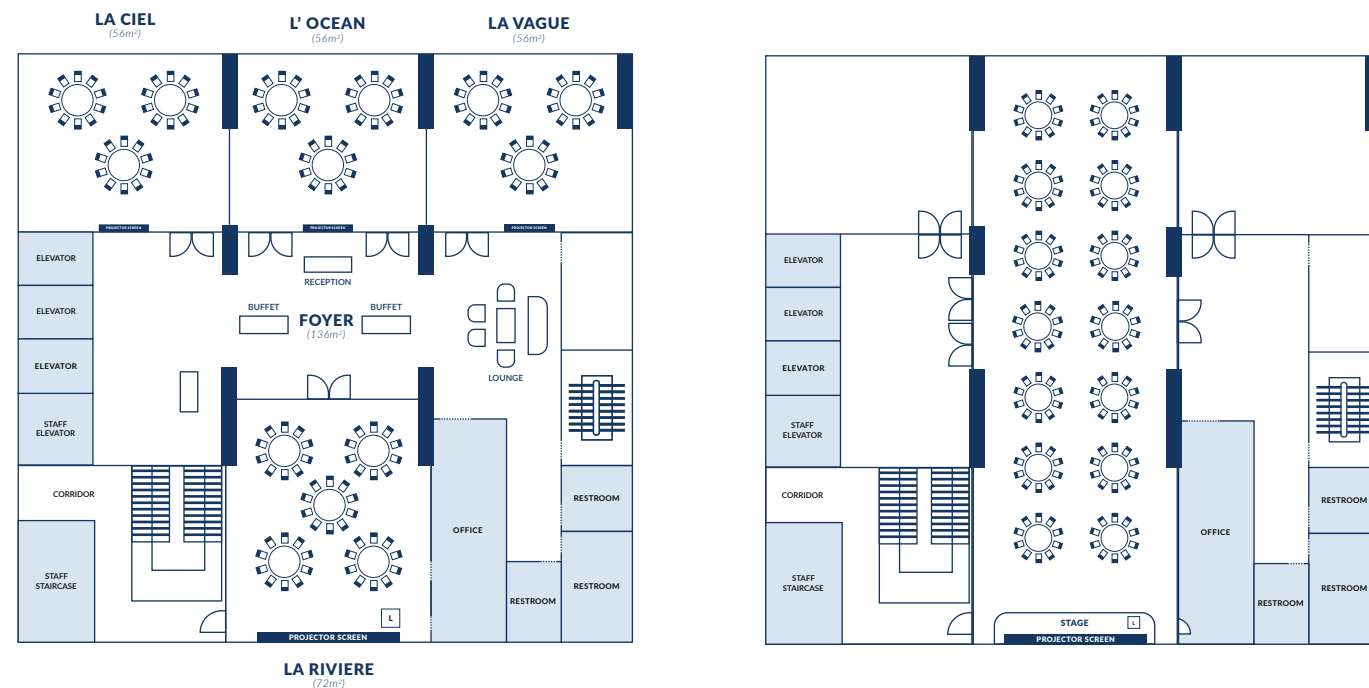 LA CIEL
(56m²)
L' OCEAN
(56m²)
LA VAGUE
(56m²)
PROJECTOR SCREEN
PROJECTOR SCREEN
PROJECTOR SCREEN
ELEVATOR
ELEVATOR
ELEVATOR
STAFF
ELEVATOR
RECEPTION
BUFFET
BUFFET
FOYER
(136m²)
LOUNGE
CORRIDOR
STAFF
STAIRCASE
OFFICE
RESTROOM
RESTROOM
RESTROOM
L
PROJECTOR SCREEN
LA RIVIERE
(72m²)
ELEVATOR
ELEVATOR
ELEVATOR
STAFF
ELEVATOR
CORRIDOR
STAFF
STAIRCASE
OFFICE
RESTROOM
RESTROOM
RESTROOM
STAGE
L
PROJECTOR SCREEN